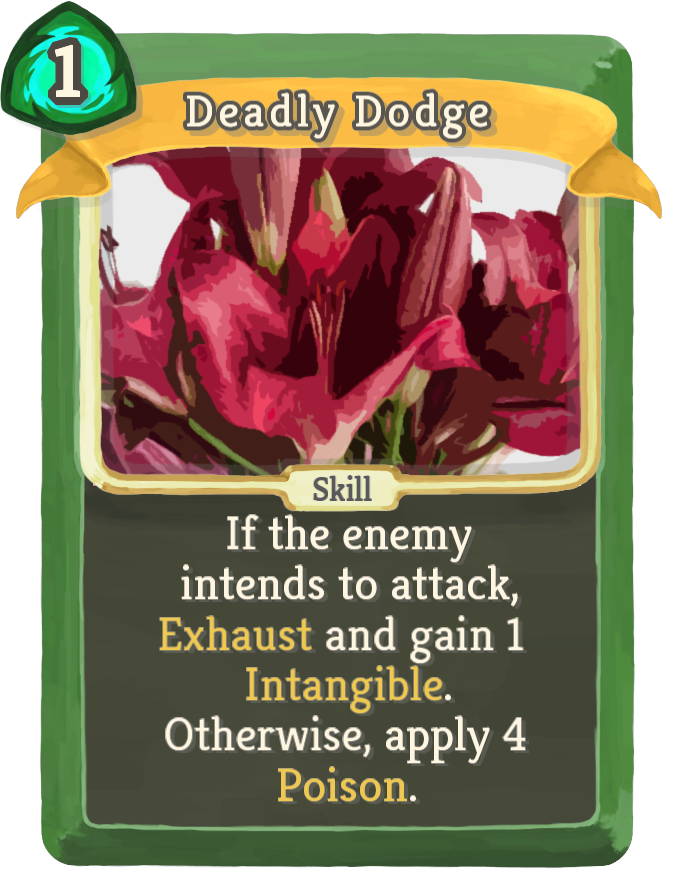 1
Deadly Dodge
Skill
If the enemy
intends to attack,
Exhaust and gain 1
Intangible.
Otherwise, apply 4
Poison.